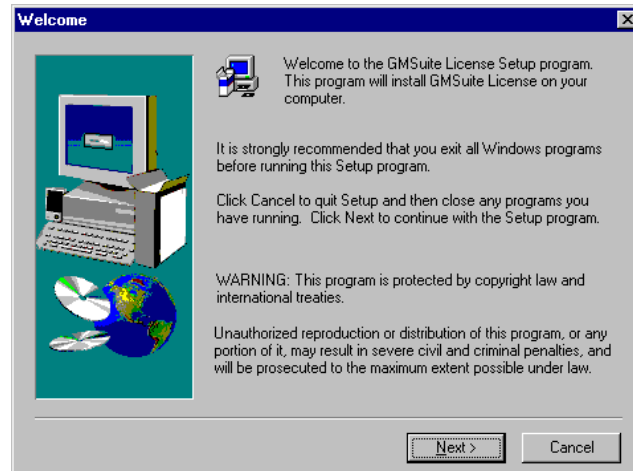 Welcome
Welcome to the GMSuite License Setup program.
This program will install GMSuite License on your
computer.
It is strongly recommended that you exit all Windows programs
before running this Setup program.
Click Cancel to quit Setup and then close any programs you
have running.  Click Next to continue with the Setup program.
WARNING: This program is protected by copyright law and
international treaties.
Unauthorized reproduction or distribution of this program, or any
portion of it, may result in severe civil and criminal penalties, and
will be prosecuted to the maximum extent possible under law.
Next >
Cancel